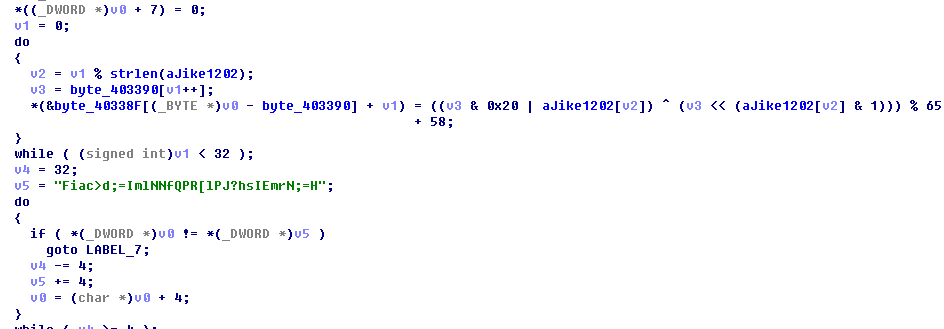 *((_DWORD *)v0 + 7) = 0;
v1 = 0;
do
{
v2 = v1 % strlen(aJike1202);
v3 = byte_403390[v1++];
*(&byte_40338F[(_BYTE *)v0 - byte_403390] + v1) = ((v3 & 0x20 | aJike1202[v2]) ^ (v3 << (aJike1202[v2] & 1))) % 65
+ 58;
}
while ( (signed int)v1 < 32 );
v4 = 32;
v5 = "Fiac>d;=ImlNNfQPR[lPJ?hsIEmrN;=H";
do
{
if ( *(_DWORD *)v0 != *(_DWORD *)v5 )
goto LABEL_7;
v4 -= 4;
v5 += 4;
v0 = (char *)v0 + 4;
}
while ( v4 >= 4 );